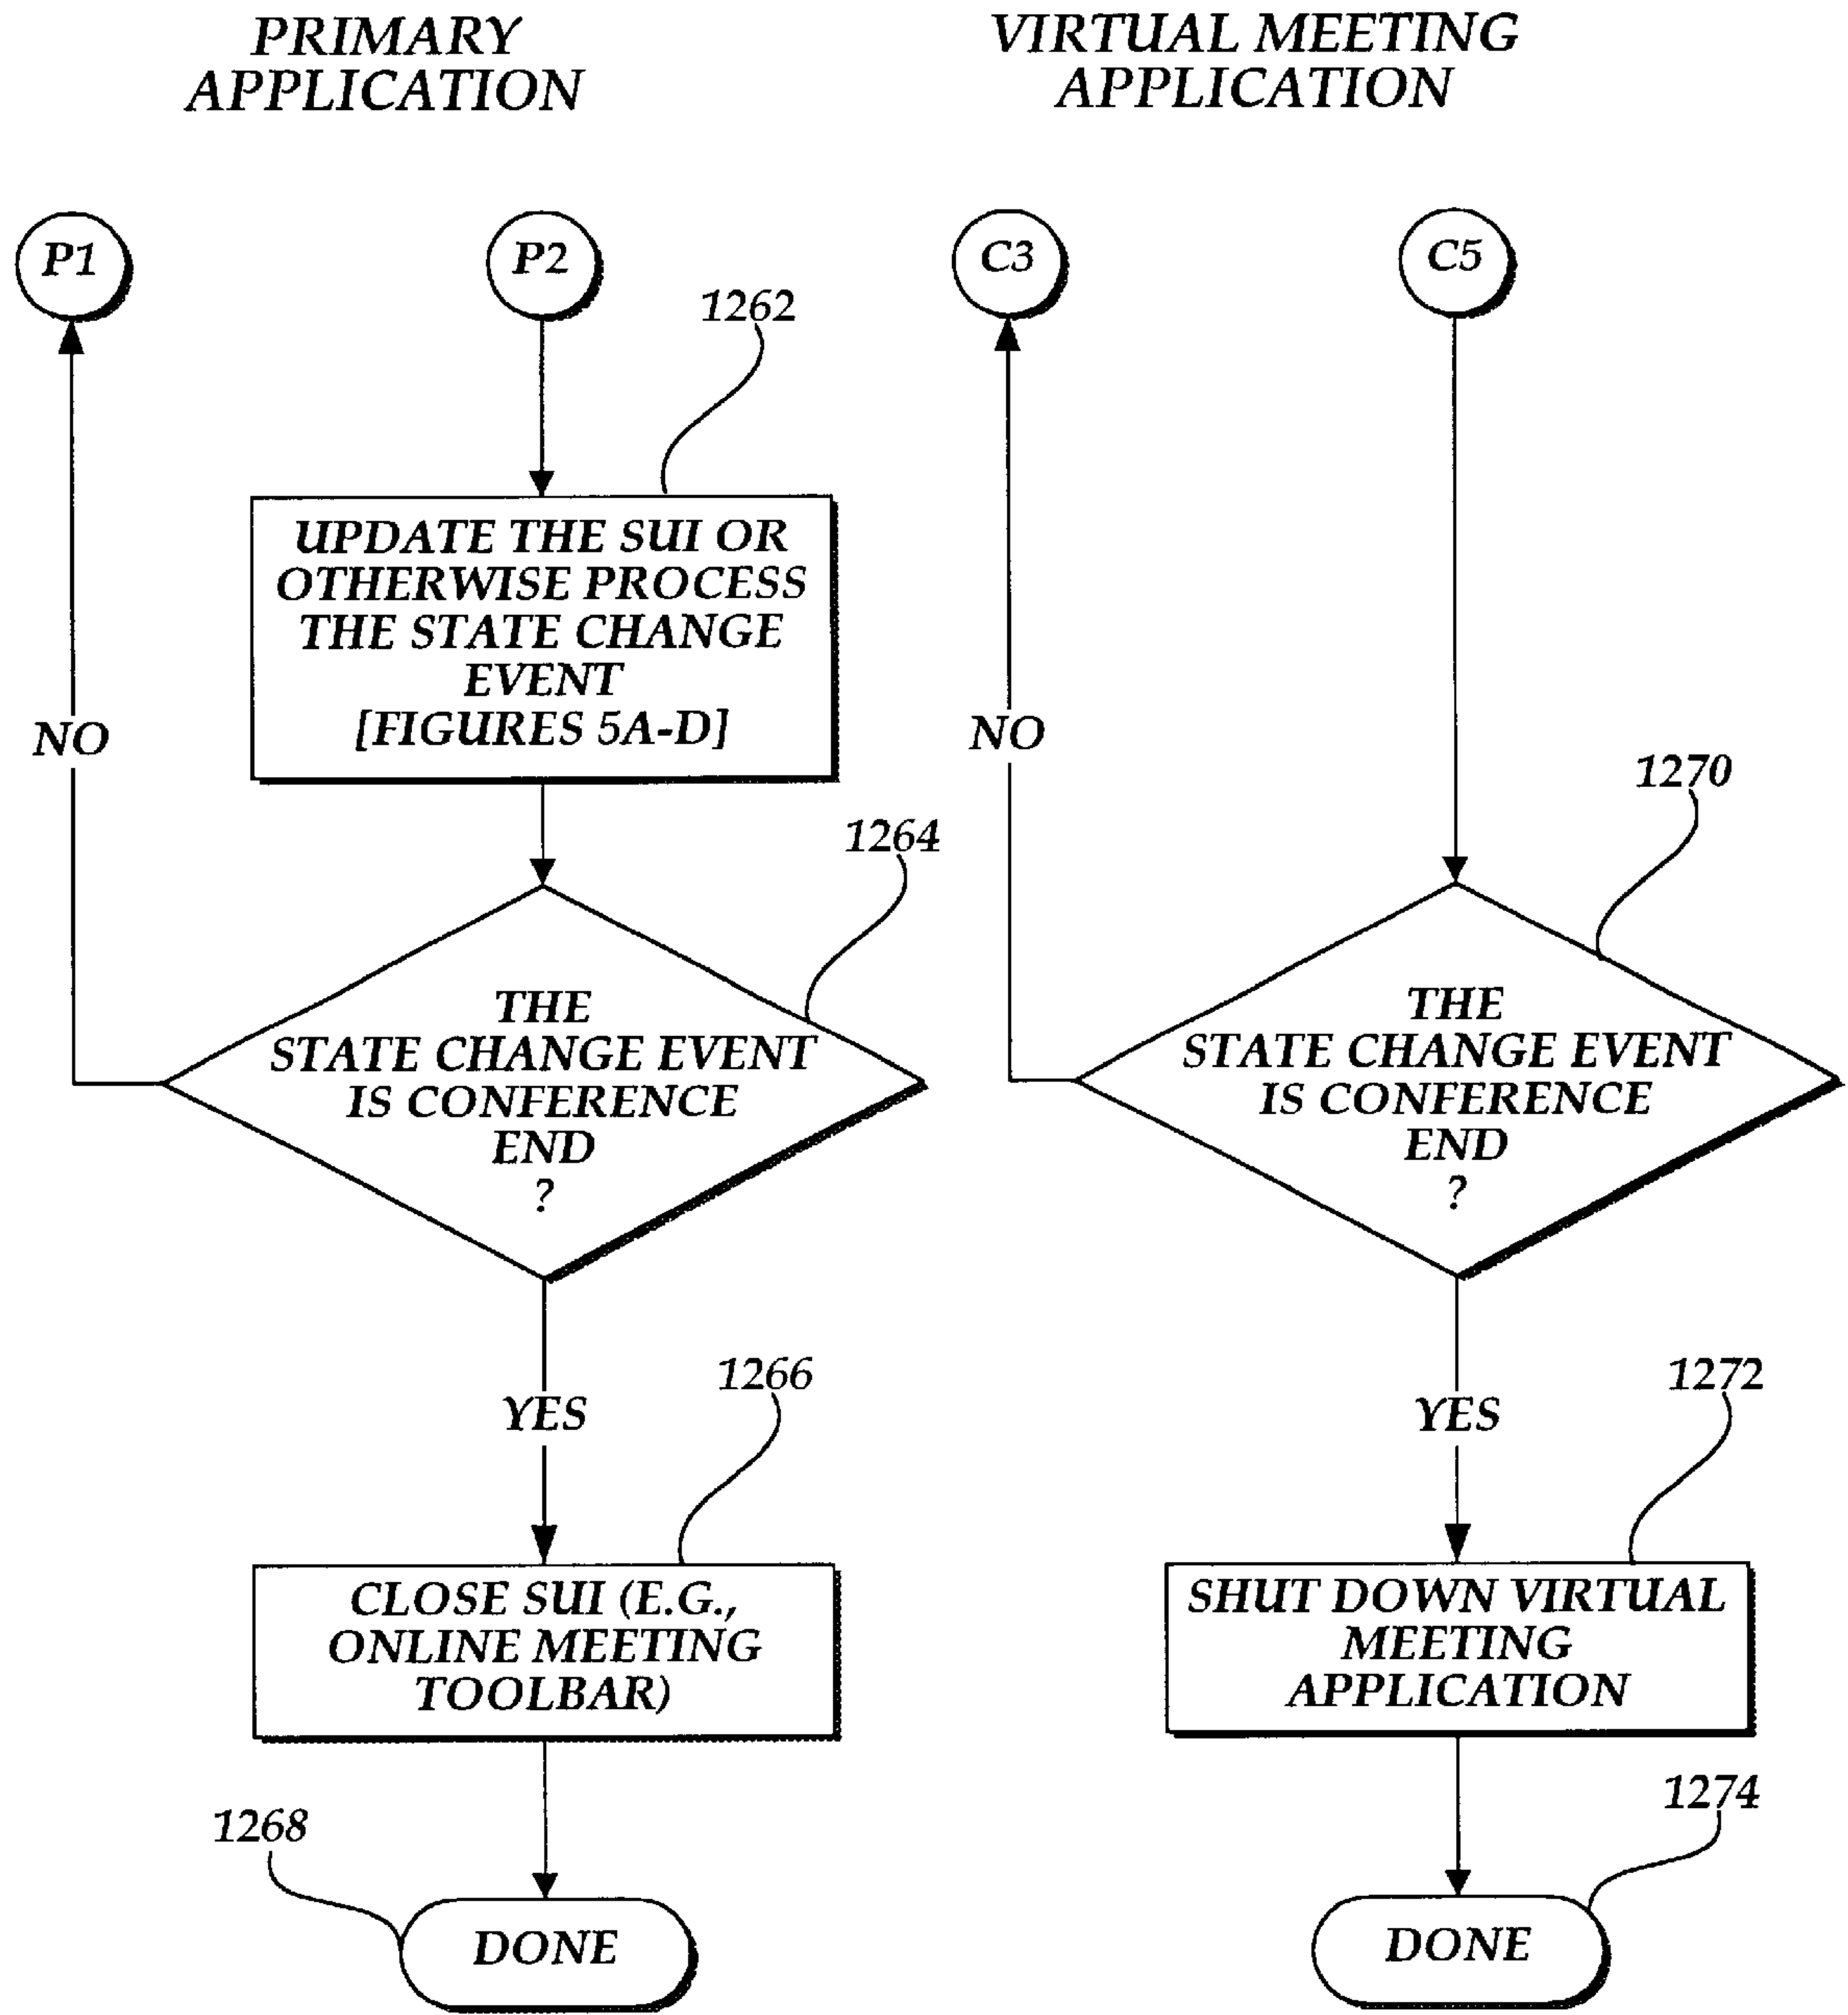 PRIMARY
APPLICATION
VIRTUAL MEETING
APPLICATION
P1
P2
C3
C5
1262
UPDATE THE SUI OR
OTHERWISE PROCESS
THE STATE CHANGE
EVENT
[FIGURES 5A-D]
NO
NO
1270
1264
THE
STATE CHANGE EVENT
IS CONFERENCE
END
?
THE
STATE CHANGE EVENT
IS CONFERENCE
END
?
1266
1272
YES
YES
CLOSE SUI (E.G.,
ONLINE MEETING
TOOLBAR)
SHUT DOWN VIRTUAL
MEETING
APPLICATION
1268
1274
DONE
DONE